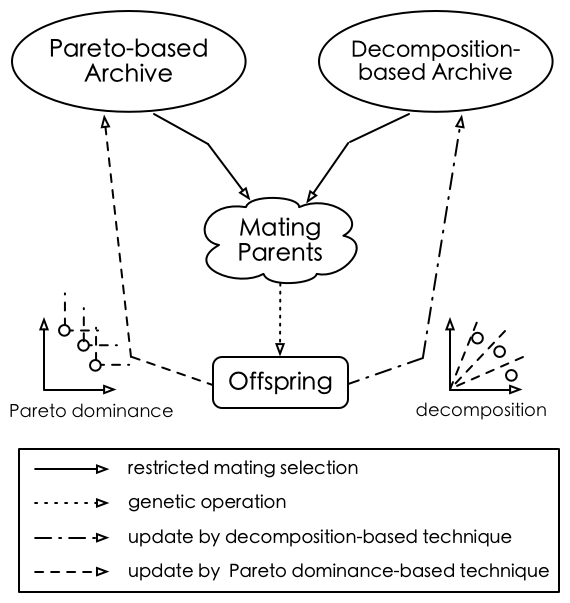 Pareto-based
Archive
Decomposition-
based Archive
Mating
Parents
Offspring
Pareto dominance
decomposition
restricted mating selection
genetic operation
update by decomposition-based technique
update by Pareto dominance-based technique